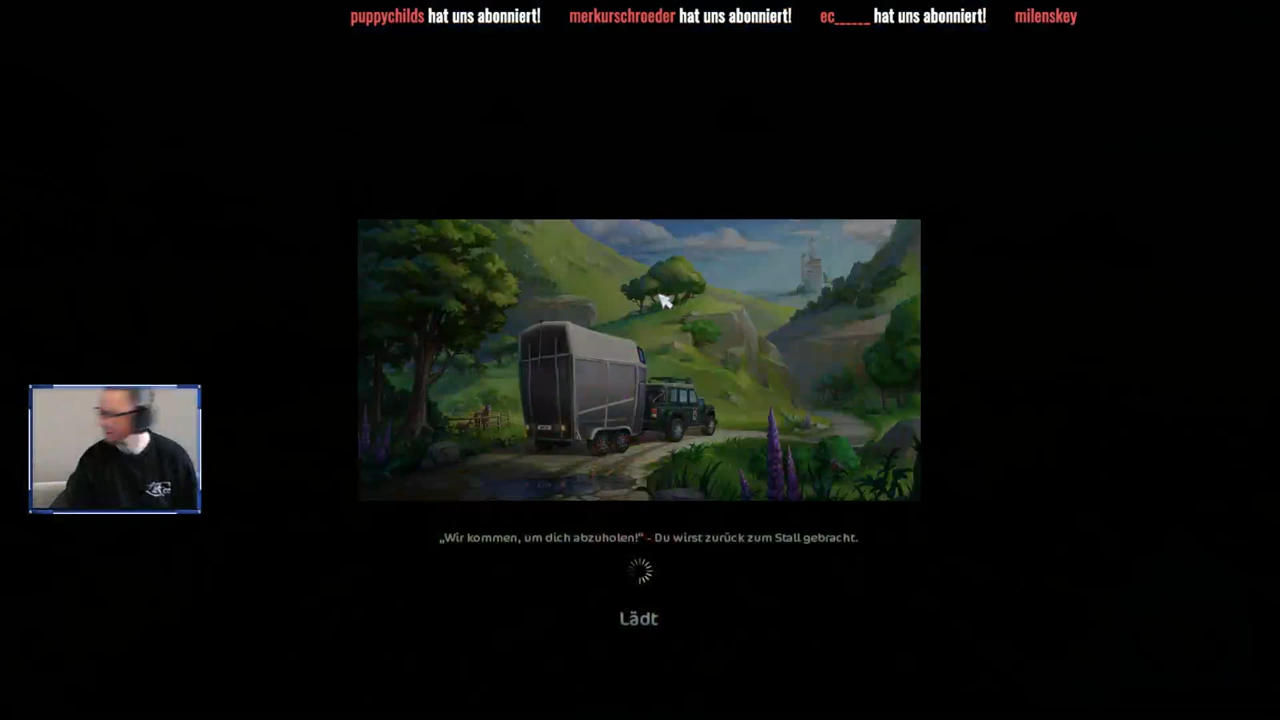 puppychilds hat uns abonniert! merkurschroeder hat uns abonniert! ec______ hat uns abonniert! milenskey
„Wir kommen, um dich abzuholen!“ - Du wirst zurück zum Stall gebracht.
Lädt